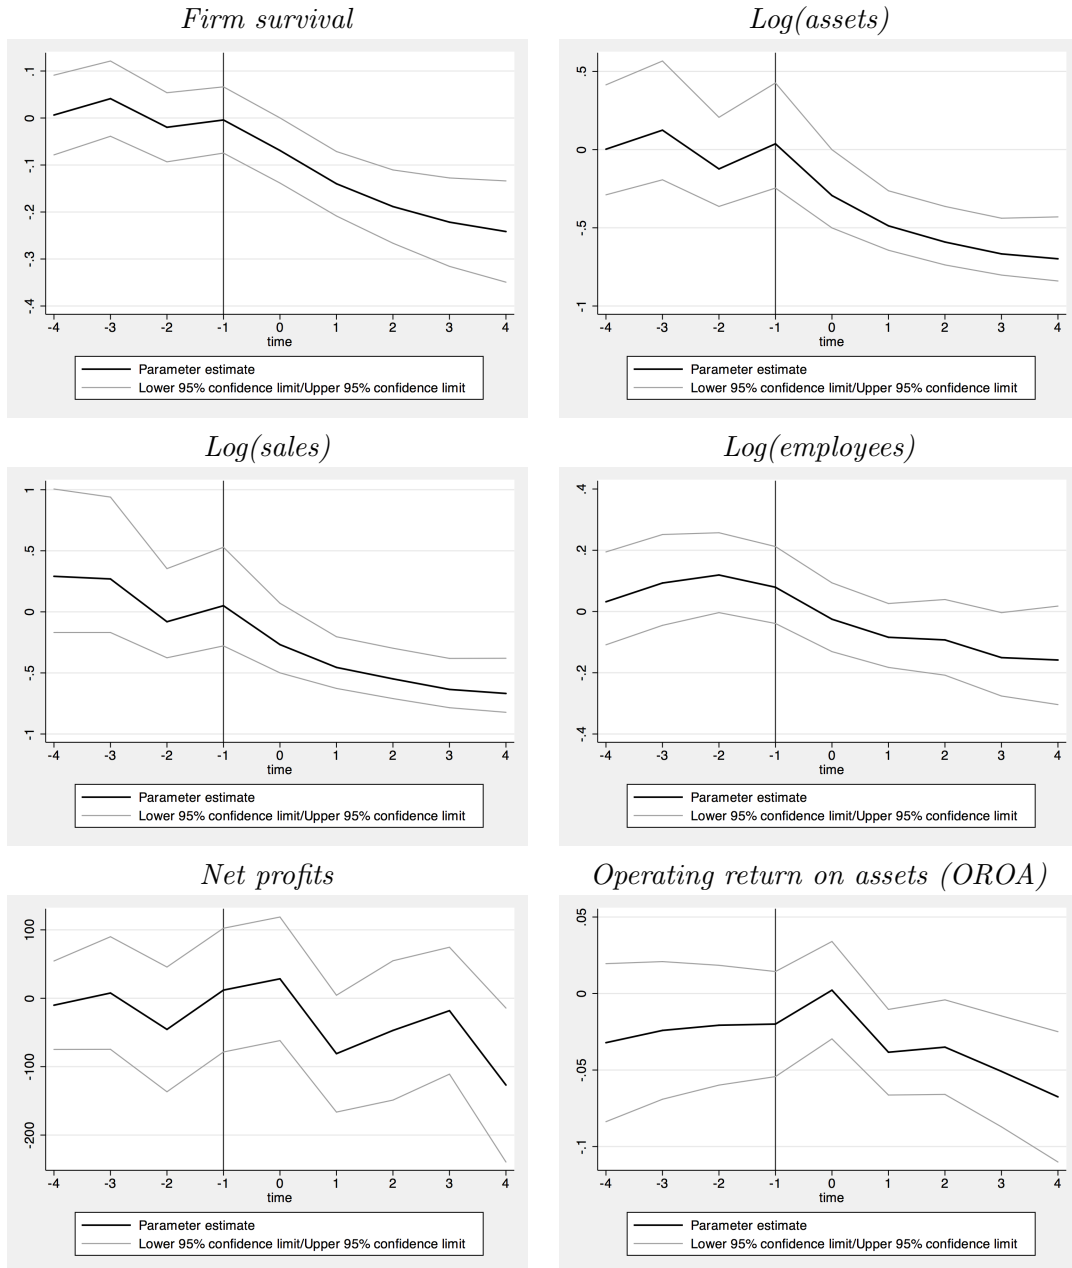 Firm survival
Log(assets)
.1
0
-.1
-.2
-.3
-.4
-4 -3 -2 -1 0 1 2 3 4
time
Parameter estimate
Lower 95% confidence limit/Upper 95% confidence limit
.5
0
-.5
-1
-4 -3 -2 -1 0 1 2 3 4
time
Parameter estimate
Lower 95% confidence limit/Upper 95% confidence limit
Log(sales)
Log(employees)
1
.5
0
-.5
-1
-4 -3 -2 -1 0 1 2 3 4
time
Parameter estimate
Lower 95% confidence limit/Upper 95% confidence limit
.4
.2
0
-.2
-.4
-4 -3 -2 -1 0 1 2 3 4
time
Parameter estimate
Lower 95% confidence limit/Upper 95% confidence limit
Net profits
Operating return on assets (OROA)
100
0
-100
-200
-4 -3 -2 -1 0 1 2 3 4
time
Parameter estimate
Lower 95% confidence limit/Upper 95% confidence limit
.05
0
-.05
-.1
-4 -3 -2 -1 0 1 2 3 4
time
Parameter estimate
Lower 95% confidence limit/Upper 95% confidence limit